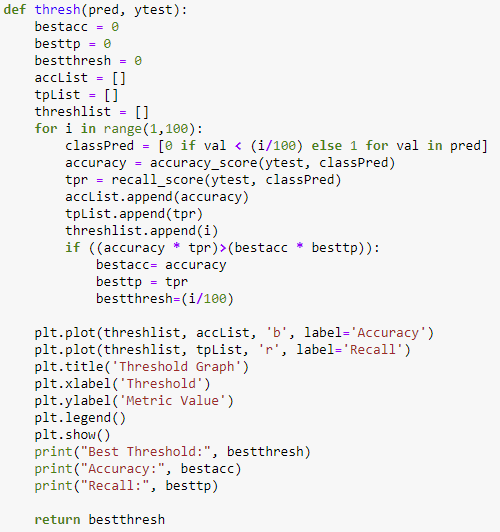 def thresh(pred, ytest):
    bestacc = 0
    besttp = 0
    bestthresh = 0
    accList = []
    tpList = []
    threshlist = []
    for i in range(1,100):
        classPred = [0 if val < (i/100) else 1 for val in pred]
        accuracy = accuracy_score(ytest, classPred)
        tpr = recall_score(ytest, classPred)
        accList.append(accuracy)
        tpList.append(tpr)
        threshlist.append(i)
        if ((accuracy * tpr)>(bestacc * besttp)):
            bestacc= accuracy
            besttp = tpr
            bestthresh=(i/100)

    plt.plot(threshlist, accList, 'b', label='Accuracy')
    plt.plot(threshlist, tpList, 'r', label='Recall')
    plt.title('Threshold Graph')
    plt.xlabel('Threshold')
    plt.ylabel('Metric Value')
    plt.legend()
    plt.show()
    print("Best Threshold:", bestthresh)
    print("Accuracy:", bestacc)
    print("Recall:", besttp)

    return bestthresh